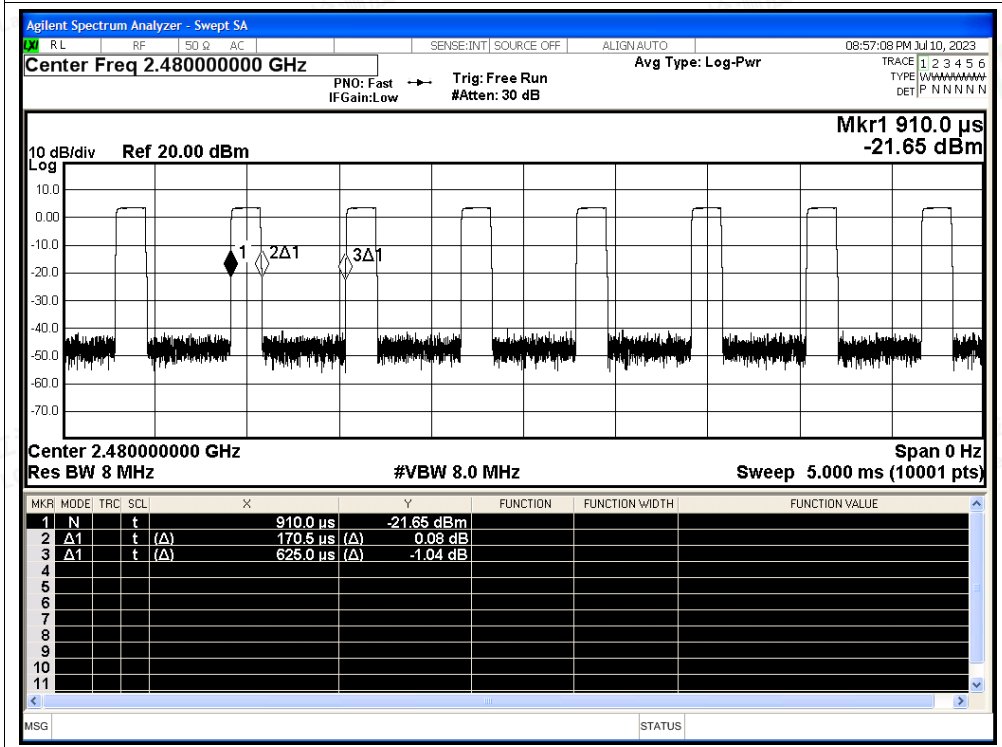 Agilent Spectrum Analyzer - Swept SA
LXI RL RF 50 Ω AC SENSE:INT SOURCE OFF ALIGN AUTO 08:57:08 PM Jul 10, 2023
Center Freq 2.480000000 GHz PNO: Fast Trig: Free Run Avg Type: Log-Pwr TRACE 1 2 3 4 5 6
IFGain:Low #Atten: 30 dB TYPE
DET P N N N N N
Mkr1 910.0 µs
10 dB/div Ref 20.00 dBm -21.65 dBm
Log
10.0
0.00
-10.0
1 2Δ1 3Δ1
-20.0
-30.0
-40.0
-50.0
-60.0
-70.0
Center 2.480000000 GHz Span 0 Hz
Res BW 8 MHz #VBW 8.0 MHz Sweep 5.000 ms (10001 pts)
MKR MODE TRC SCL X Y FUNCTION FUNCTION WIDTH FUNCTION VALUE
1 N t 910.0 µs -21.65 dBm
2 Δ1 t (Δ) 170.5 µs (Δ) 0.08 dB
3 Δ1 t (Δ) 625.0 µs (Δ) -1.04 dB
4
5
6
7
8
9
10
11
MSG STATUS